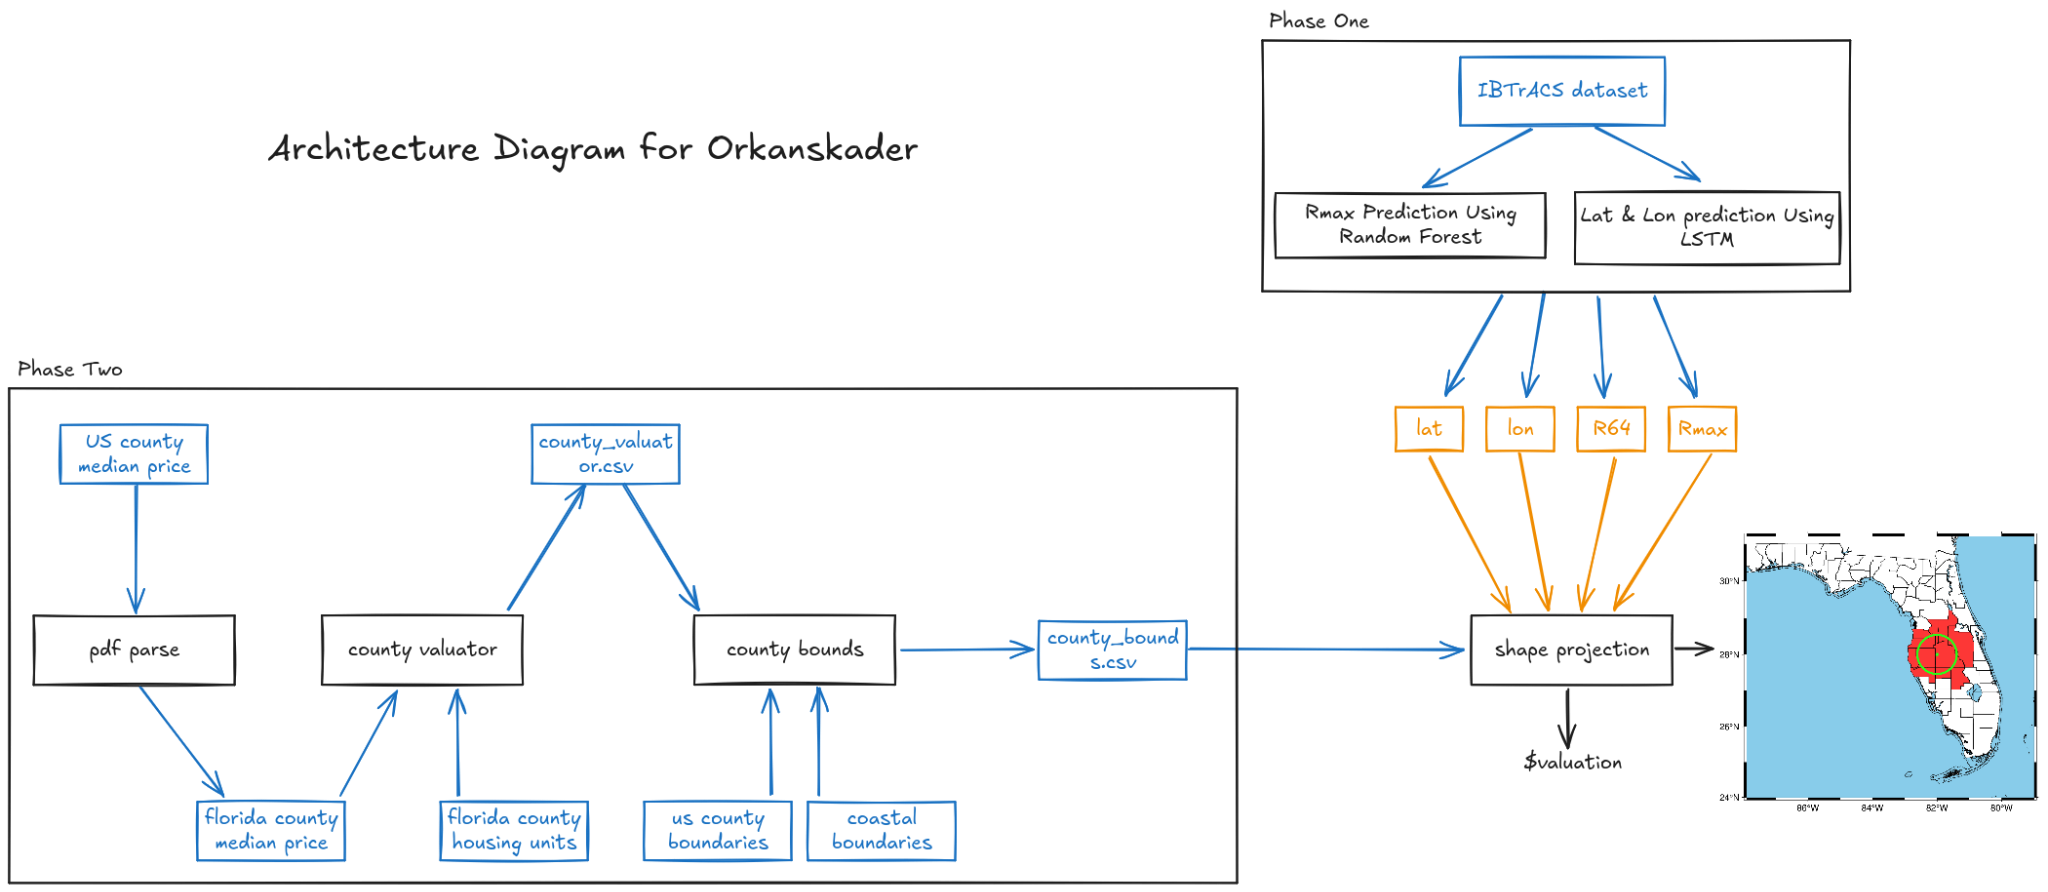 Phase One
IBTrACS dataset
Architecture Diagram for Orkanskader
Rmax Prediction Using
Random Forest
Lat & Lon prediction Using
LSTM
Phase Two
lat
lon
R64
Rmax
US county
median price
county_valuat
or.csv
pdf parse
county valuator
county bounds
county_bound
s.csv
shape projection
$valuation
florida county
median price
florida county
housing units
us county
boundaries
coastal
boundaries
30°N
28°N
26°N
24°N
86°W
84°W
82°W
80°W